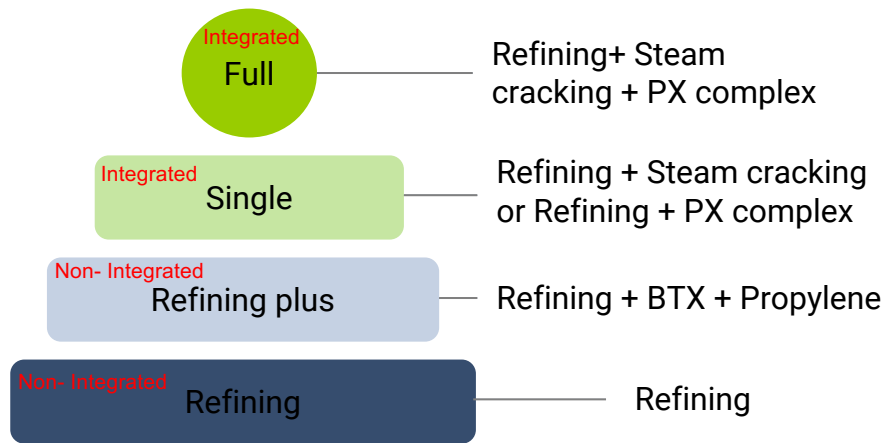 Integrated
Full
Refining+ Steam
cracking + PX complex
Integrated
Single
Refining + Steam cracking
or Refining + PX complex
Non- Integrated
Refining plus
Refining + BTX + Propylene
Non- Integrated
Refining
Refining